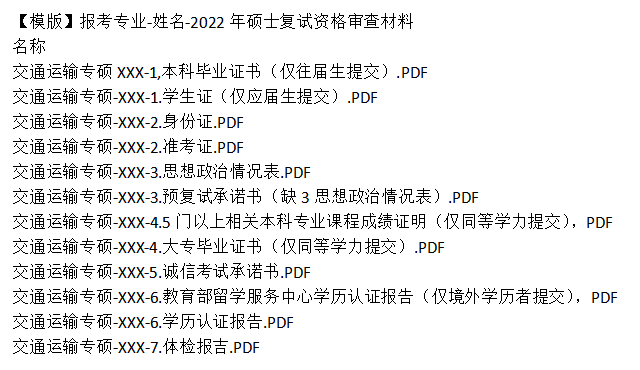 【模版】报考专业-姓名-2022年硕士复试资格审查材料
名称
交通运输专硕XXX-1,本科毕业证书（仅往届生提交）.PDF
交通运输专硕-XXX-1.学生证（仅应届生提交）.PDF
交通运输专硕-XXX-2.身份证.PDF
交通运输专硕-XXX-2.准考证.PDF
交通运输专硕-XXX-3.思想政治情况表.PDF
交通运输专硕-XXX-3.预复试承诺书（缺3思想政治情况表）.PDF
交通运输专硕-XXX-4.5门以上相关本科专业课程成绩证明（仅同等学力提交），PDF
交通运输专硕-XXX-4.大专毕业证书（仅同等学力提交）.PDF
交通运输专硕-XXX-5.诚信考试承诺书.PDF
交通运输专硕-XXX-6.教育部留学服务中心学历认证报告（仅境外学历者提交），PDF
交通运输专硕-XXX-6.学历认证报告.PDF
交通运输专硕-XXX-7.体检报吉.PDF